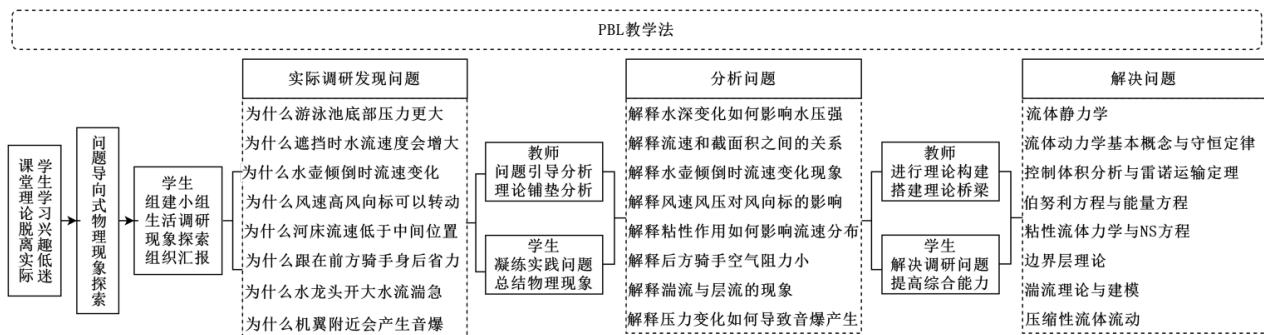 PBL教学法
学生学习兴趣低迷
课堂理论脱离实际
问题导向式物理现象探索
学生
组建小组
生活调研
现象探索
组织汇报
实际调研发现问题
为什么游泳池底部压力更大
为什么遮挡时水流速度会增大
为什么水壶倾倒时流速变化
为什么风速高风向标可以转动
为什么河床流速低于中间位置
为什么跟在前方骑手身后省力
为什么水龙头开大水流湍急
为什么机翼附近会产生音爆
教师
问题引导分析
理论铺垫分析
学生
凝练实践问题
总结物理现象
分析问题
解释水深变化如何影响水压强
解释流速和截面积之间的关系
解释水壶倾倒时流速变化现象
解释风速风压对风向标的影响
解释粘性作用如何影响流速分布
解释后方骑手空气阻力小
解释湍流与层流的现象
解释压力变化如何导致音爆产生
教师
进行理论构建
搭建理论桥梁
学生
解决调研问题
提高综合能力
解决问题
流体静力学
流体动力学基本概念与守恒定律
控制体积分析与雷诺运输定理
伯努利方程与能量方程
粘性流体力学与NS方程
边界层理论
湍流理论与建模
压缩性流体流动